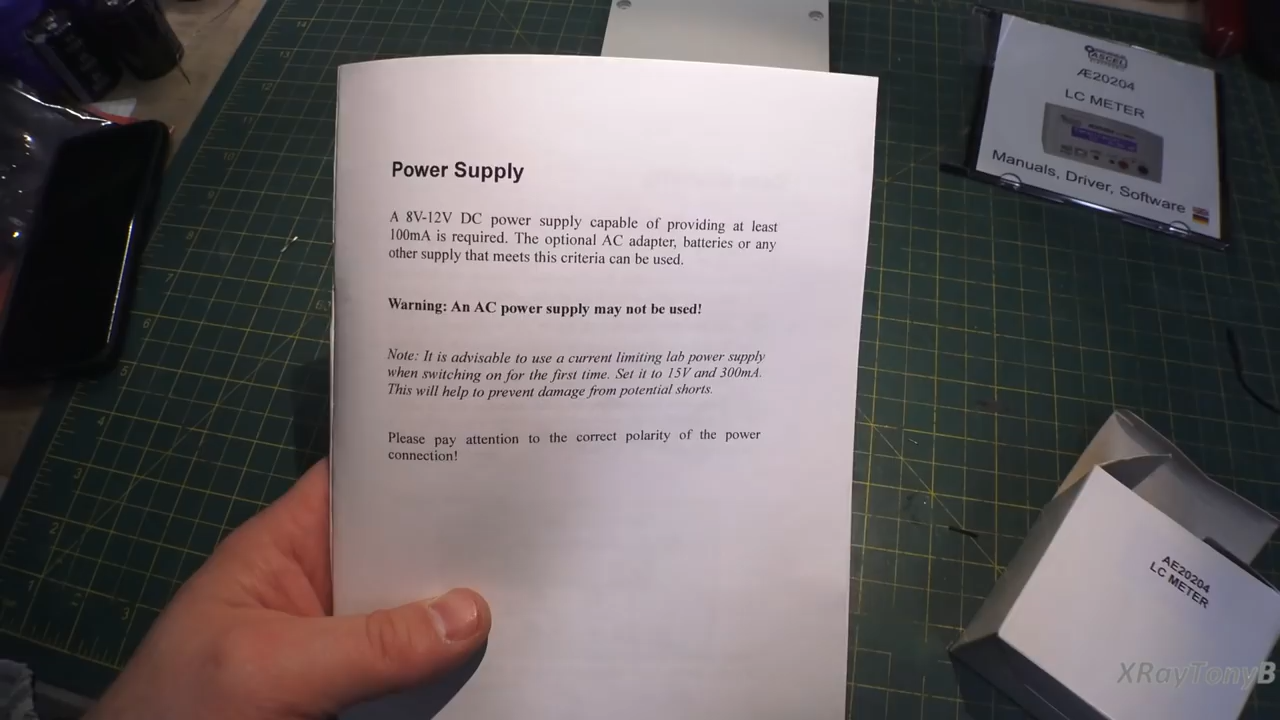 Power Supply
A 8V-12V DC power supply capable of providing at least
100mA is required. The optional AC adapter, batteries or any
other supply that meets this criteria can be used.
Warning: An AC power supply may not be used!
Note: It is advisable to use a current limiting lab power supply
when switching on for the first time. Set it to 15V and 300mA.
This will help to prevent damage from potential shorts.
Please pay attention to the correct polarity of the power
connection!
ASCEL
Æ20204
LC METER
Manuals, Driver, Software
AE20204
LC METER
XRayTonyB